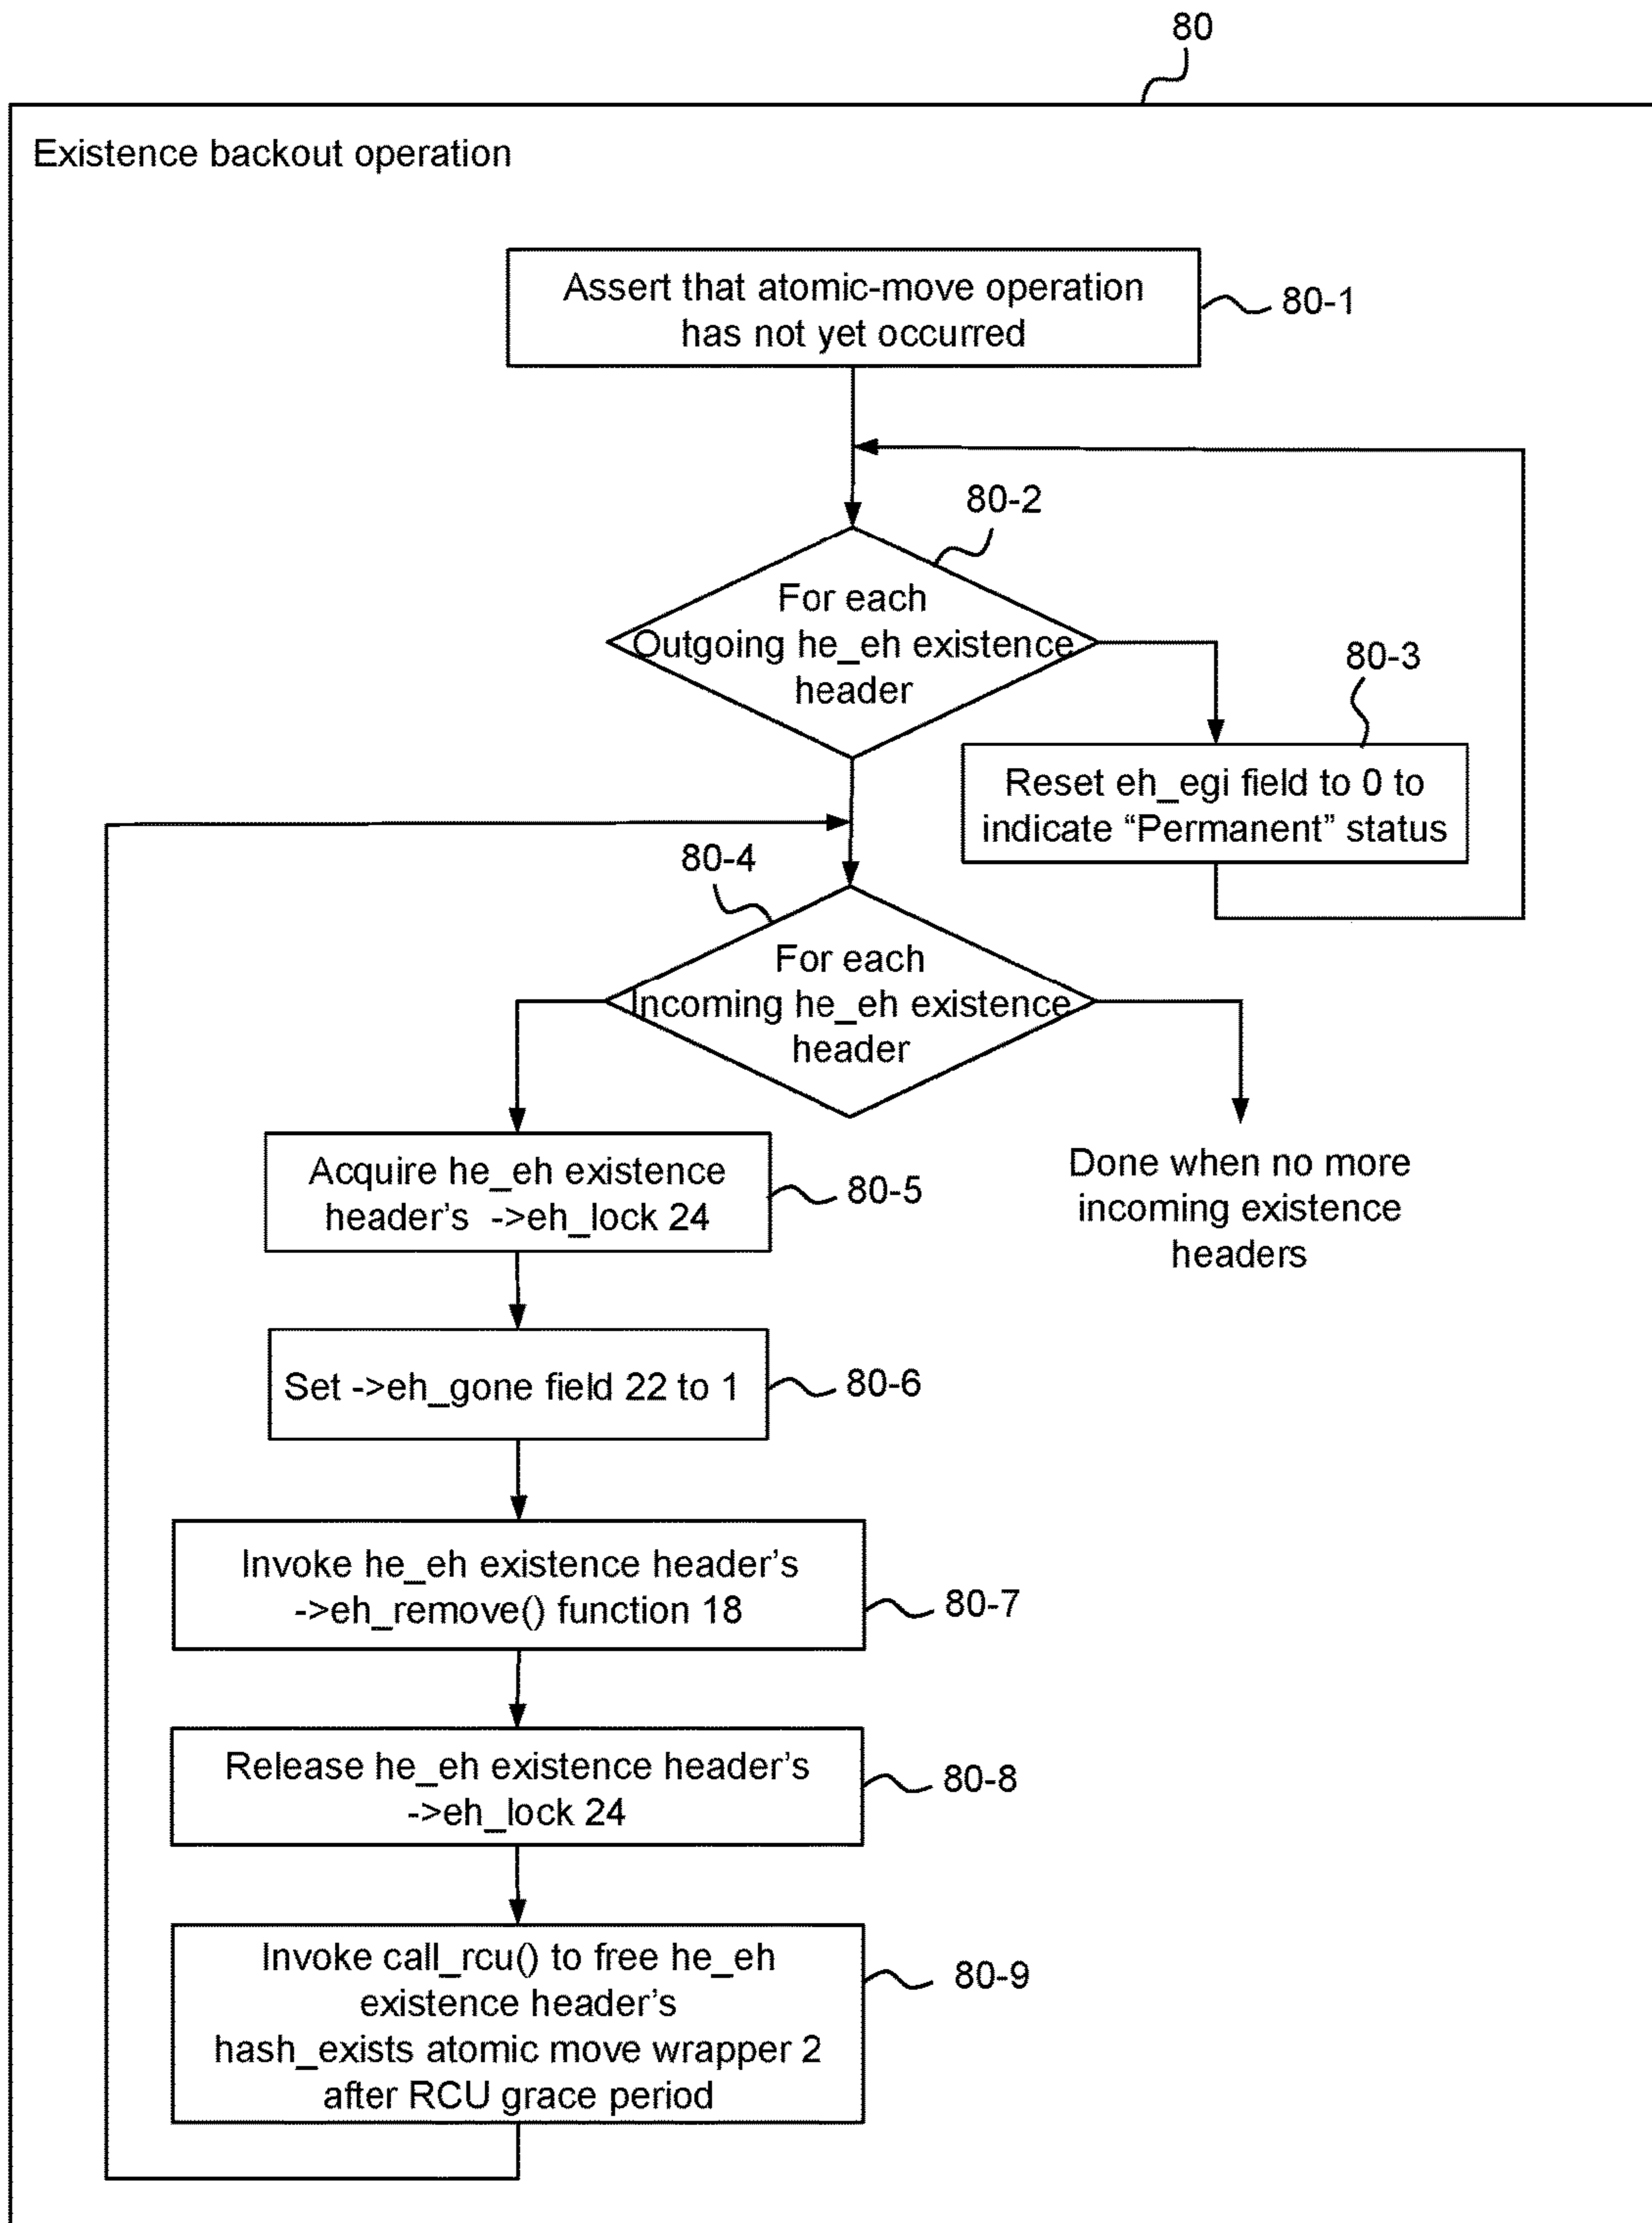 80
Existence backout operation
Assert that atomic-move operation
has not yet occurred
80-1
80-2
For each
Outgoing he_eh existence
header
80-3
Reset eh_egi field to 0 to
indicate “Permanent” status
80-4
For each
Incoming he_eh existence
header
Acquire he_eh existence
header’s ->eh_lock 24
80-5
Done when no more
incoming existence
headers
Set ->eh_gone field 22 to 1
80-6
Invoke he_eh existence header’s
->eh_remove() function 18
80-7
Release he_eh existence header’s
->eh_lock 24
80-8
Invoke call_rcu() to free he_eh
existence header’s
hash_exists atomic move wrapper 2
after RCU grace period
80-9